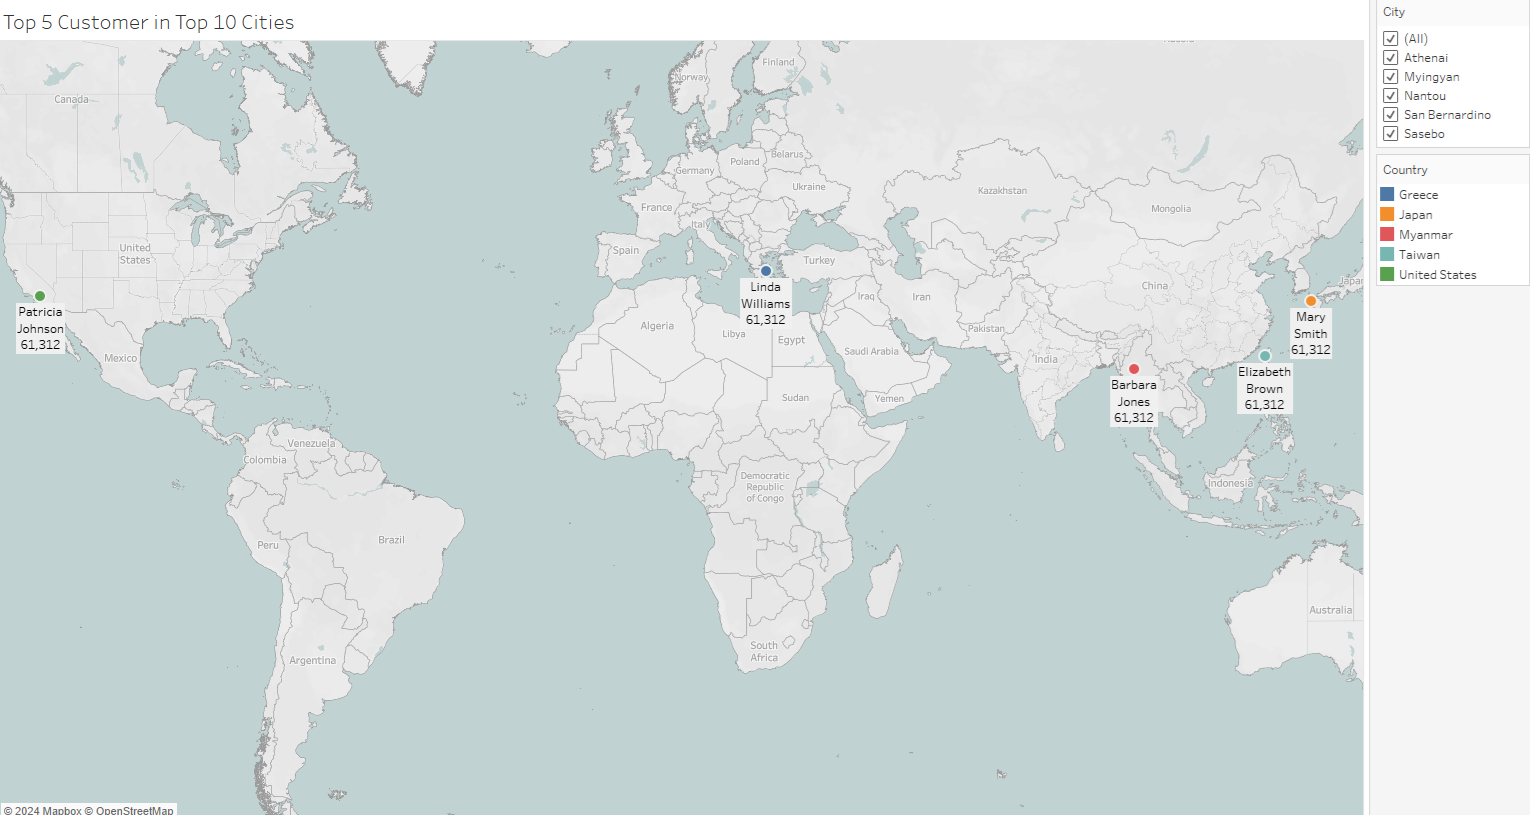 Top 5 Customer in Top 10 Cities
City
(All)
Athenai
Myingyan
Nantou
San Bernardino
Sasebo
Country
Greece
Japan
Myanmar
Taiwan
United States
Canada
Norway
Finland
Belarus
Poland
Germany
Ukraine
France
Kazakhstan
Mongolia
Italy
Spain
United
States
Turkey
China
Japan
Iraq
Iran
Linda
Williams
61,312
Patricia
Johnson
61,312
Mary
Smith
61,312
Algeria
Libya
Egypt
Pakistan
Saudi Arabia
India
Mexico
Elizabeth
Brown
61,312
Barbara
Jones
61,312
Sudan
Yemen
Venezuela
Colombia
Democratic
Republic
of Congo
Indonesia
Peru
Brazil
Australia
South
Africa
Argentina
© 2024 Mapbox © OpenStreetMap